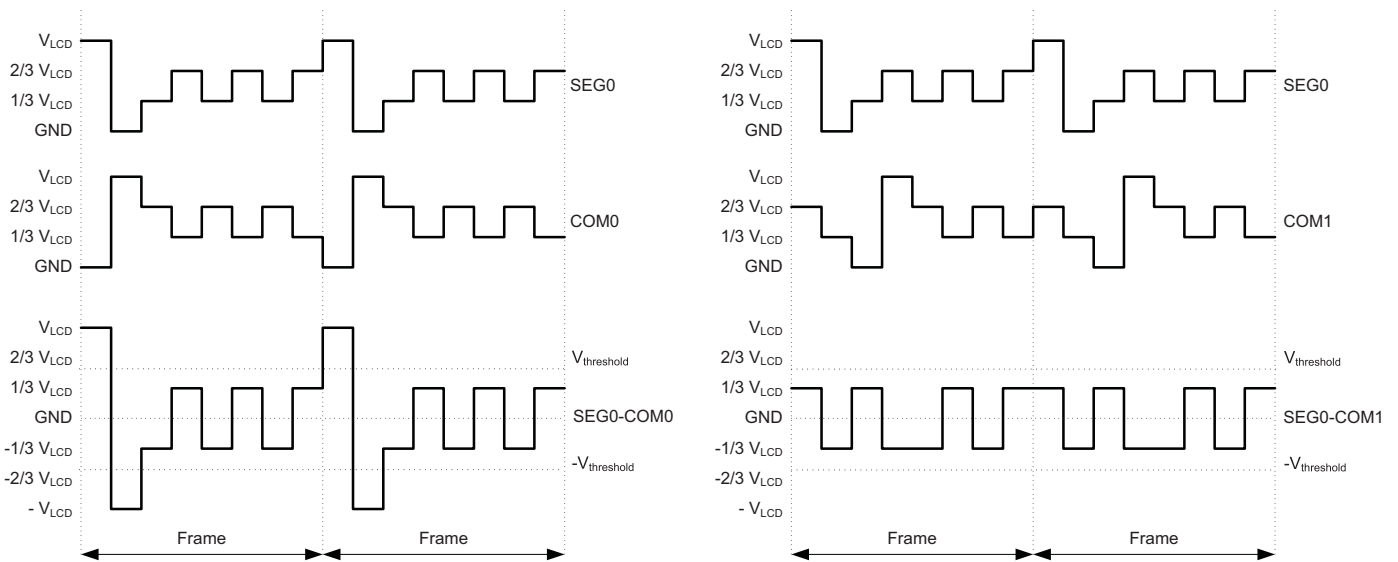 V_LCD
2/3 V_LCD
1/3 V_LCD
GND
SEG0
V_LCD
2/3 V_LCD
1/3 V_LCD
GND
COM0
V_LCD
2/3 V_LCD
1/3 V_LCD
GND
-1/3 V_LCD
-2/3 V_LCD
- V_LCD
V_threshold
SEG0-COM0
-V_threshold
Frame
Frame
V_LCD
2/3 V_LCD
1/3 V_LCD
GND
SEG0
V_LCD
2/3 V_LCD
1/3 V_LCD
GND
COM1
V_LCD
2/3 V_LCD
1/3 V_LCD
GND
-1/3 V_LCD
-2/3 V_LCD
- V_LCD
V_threshold
SEG0-COM1
-V_threshold
Frame
Frame